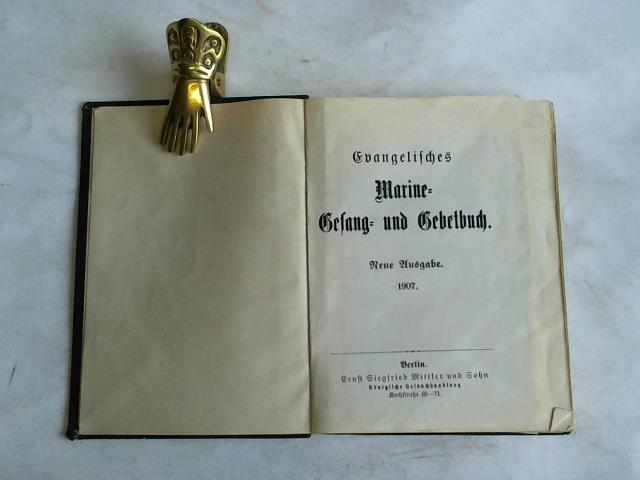 Evangeliſches
Marine-
Geſang- und Gebetbuch.
Neue Ausgabe.
1907.
Berlin.
Ernſt Siegfried Mittler und Sohn
Königliche Hofbuchhandlung
Kochſtraße 68—71.